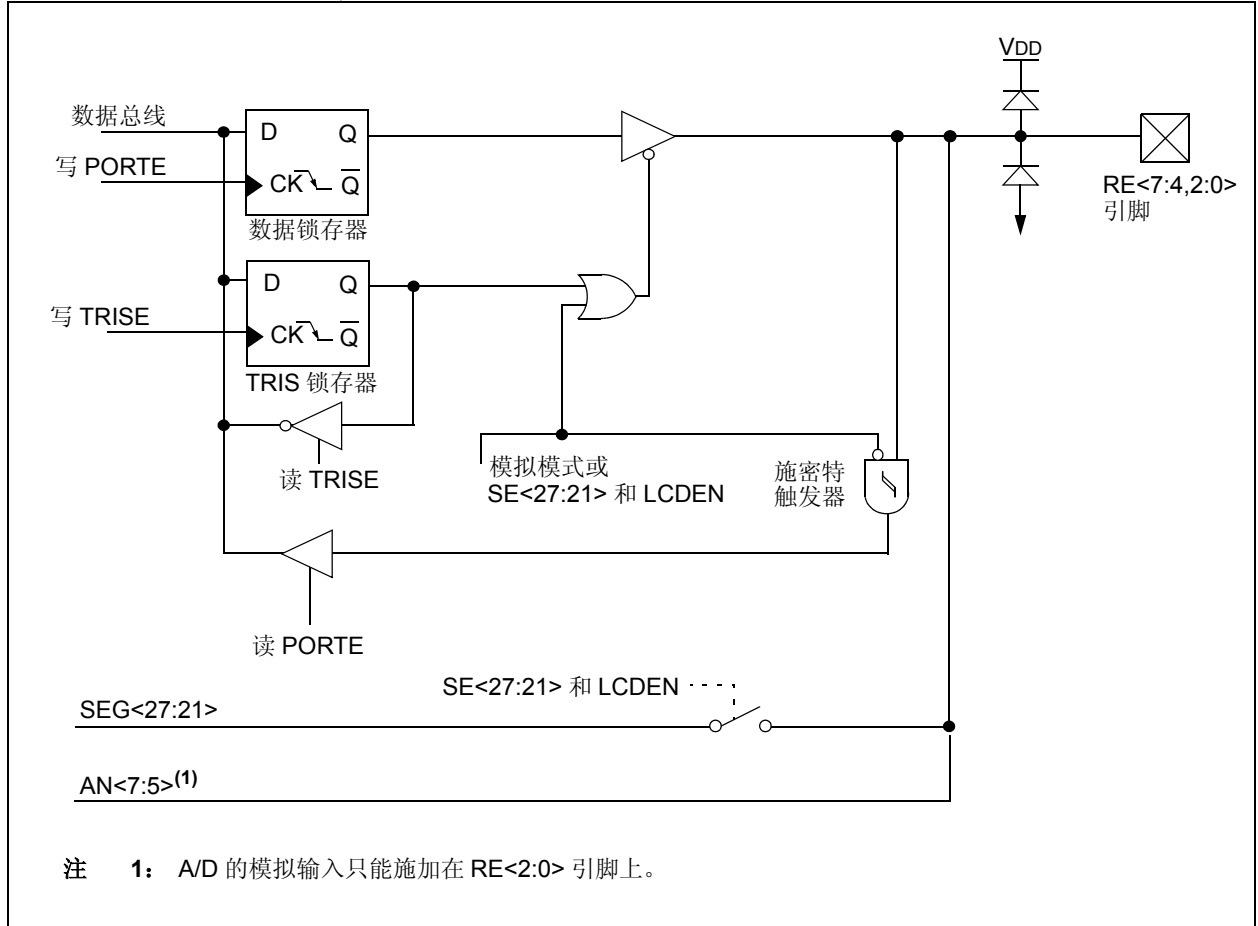 VDD
数据总线
D Q
写 PORTE
CK Q
RE<7:4,2:0>
引脚
数据锁存器
D Q
写 TRISE
CK Q
TRIS 锁存器
模拟模式或
SE<27:21> 和 LCDEN
施密特
触发器
读 TRISE
读 PORTE
SE<27:21> 和 LCDEN
SEG<27:21>
AN<7:5>(1)
注 1： A/D 的模拟输入只能施加在 RE<2:0> 引脚上。